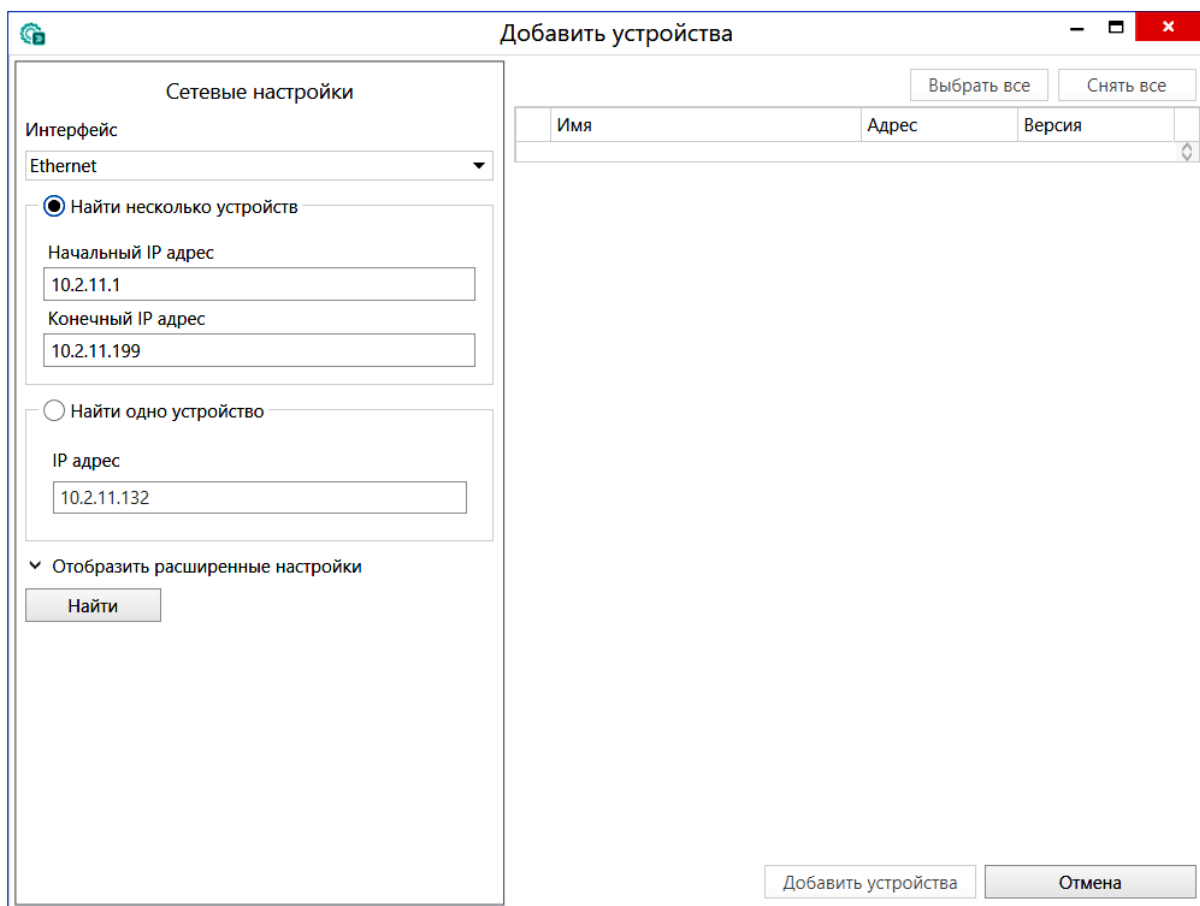 Добавить устройства
Сетевые настройки
Интерфейс
Ethernet
Найти несколько устройств
Начальный IP адрес
10.2.11.1
Конечный IP адрес
10.2.11.199
Найти одно устройство
IP адрес
10.2.11.132
Отобразить расширенные настройки
Найти
Выбрать все Снять все
Имя Адрес Версия
Добавить устройства Отмена